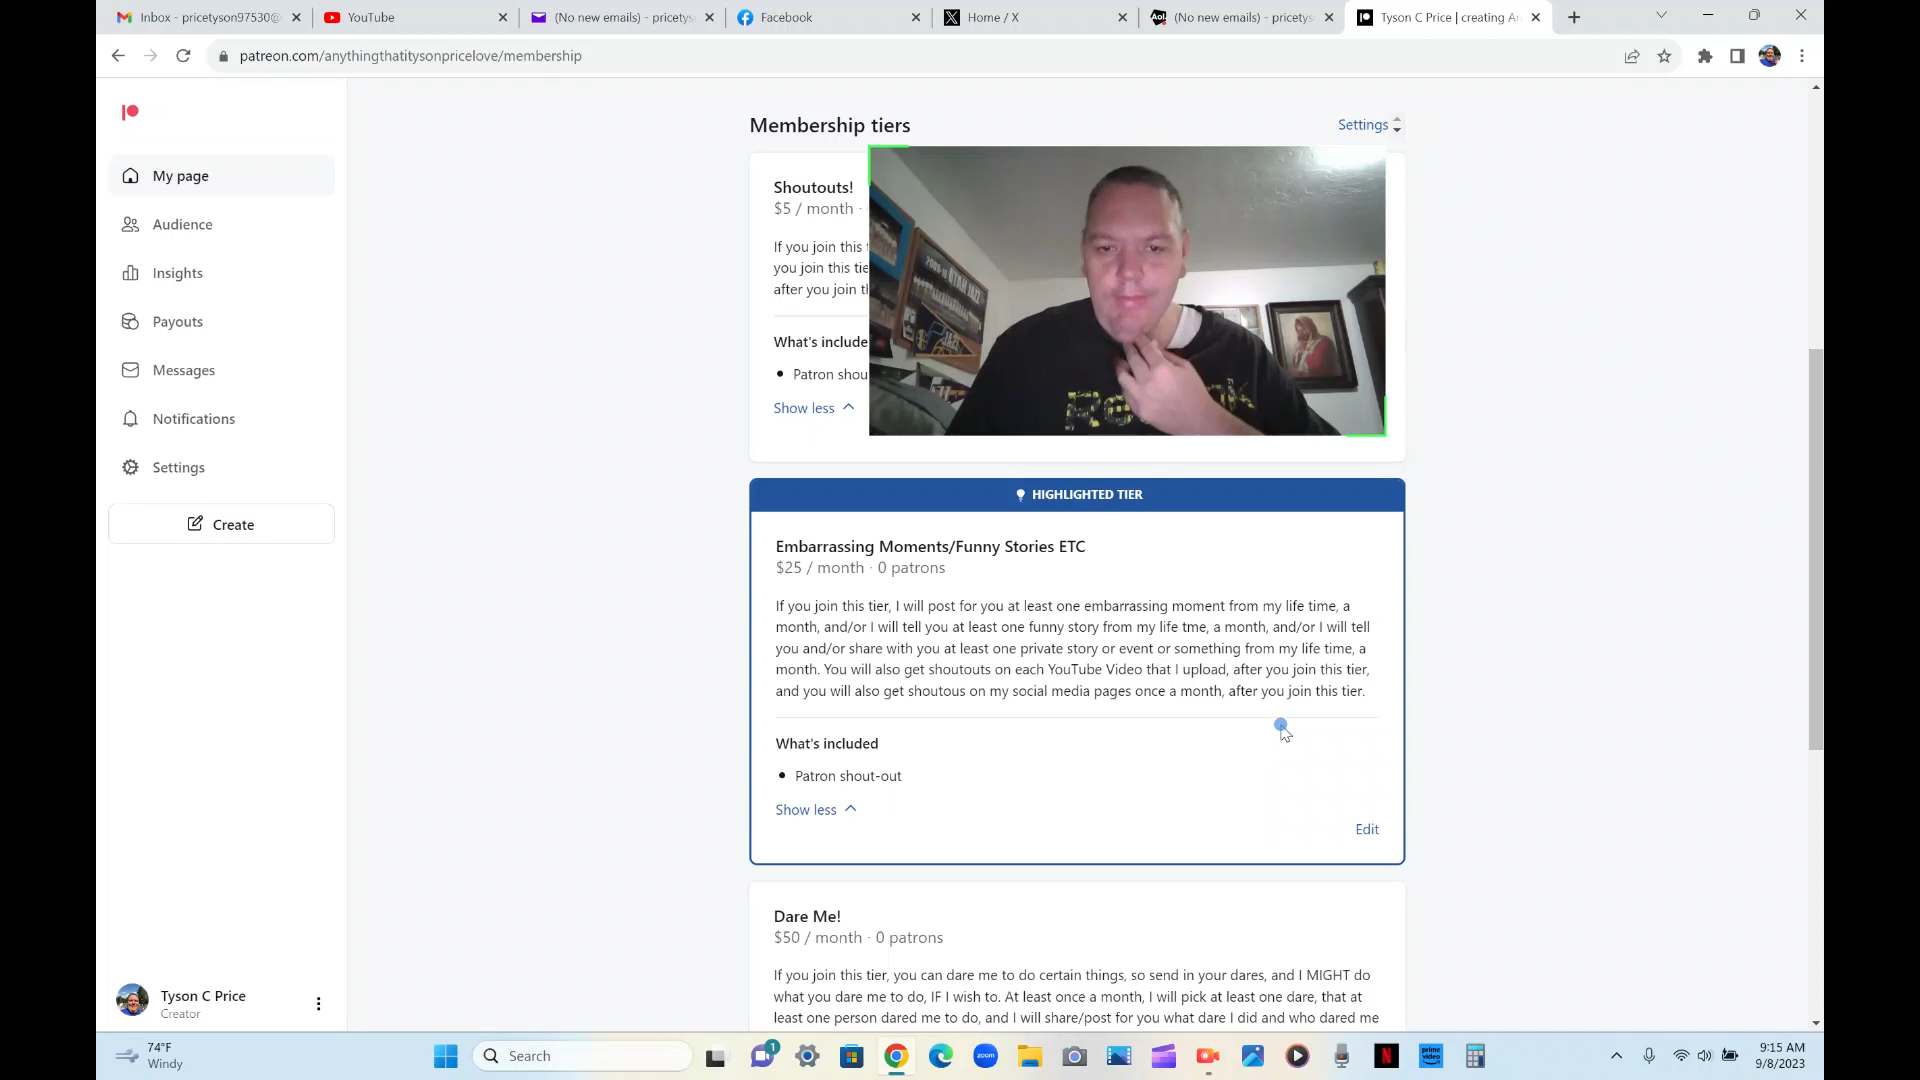 Inbox - pricetyson97530@
YouTube
(No new emails) - pricetys
Facebook
Home / X
Aol.
(No new emails) - pricetys
Tyson C Price | creating An
patreon.com/anythingthatitysonpricelove/membership
My page
Audience
Insights
Payouts
Messages
Notifications
Settings
Create
Tyson C Price
Creator
Membership tiers
Settings
Shoutouts!
$5 / month ·
If you join this
you join this tie
after you join t
What's include
Patron shou
Show less
2005-06 UTAH JAZZ
JAZZ
HIGHLIGHTED TIER
Embarrassing Moments/Funny Stories ETC
$25 / month · 0 patrons
If you join this tier, I will post for you at least one embarrassing moment from my life time, a
month, and/or I will tell you at least one funny story from my life tme, a month, and/or I will tell
you and/or share with you at least one private story or event or something from my life time, a
month. You will also get shoutouts on each YouTube Video that I upload, after you join this tier,
and you will also get shoutous on my social media pages once a month, after you join this tier.
What's included
Patron shout-out
Show less
Edit
Dare Me!
$50 / month · 0 patrons
If you join this tier, you can dare me to do certain things, so send in your dares, and I MIGHT do
what you dare me to do, IF I wish to. At least once a month, I will pick at least one dare, that at
least one person dared me to do, and I will share/post for you what dare I did and who dared me
74°F
Windy
Search
1
zoom
N
prime video
9:15 AM
9/8/2023